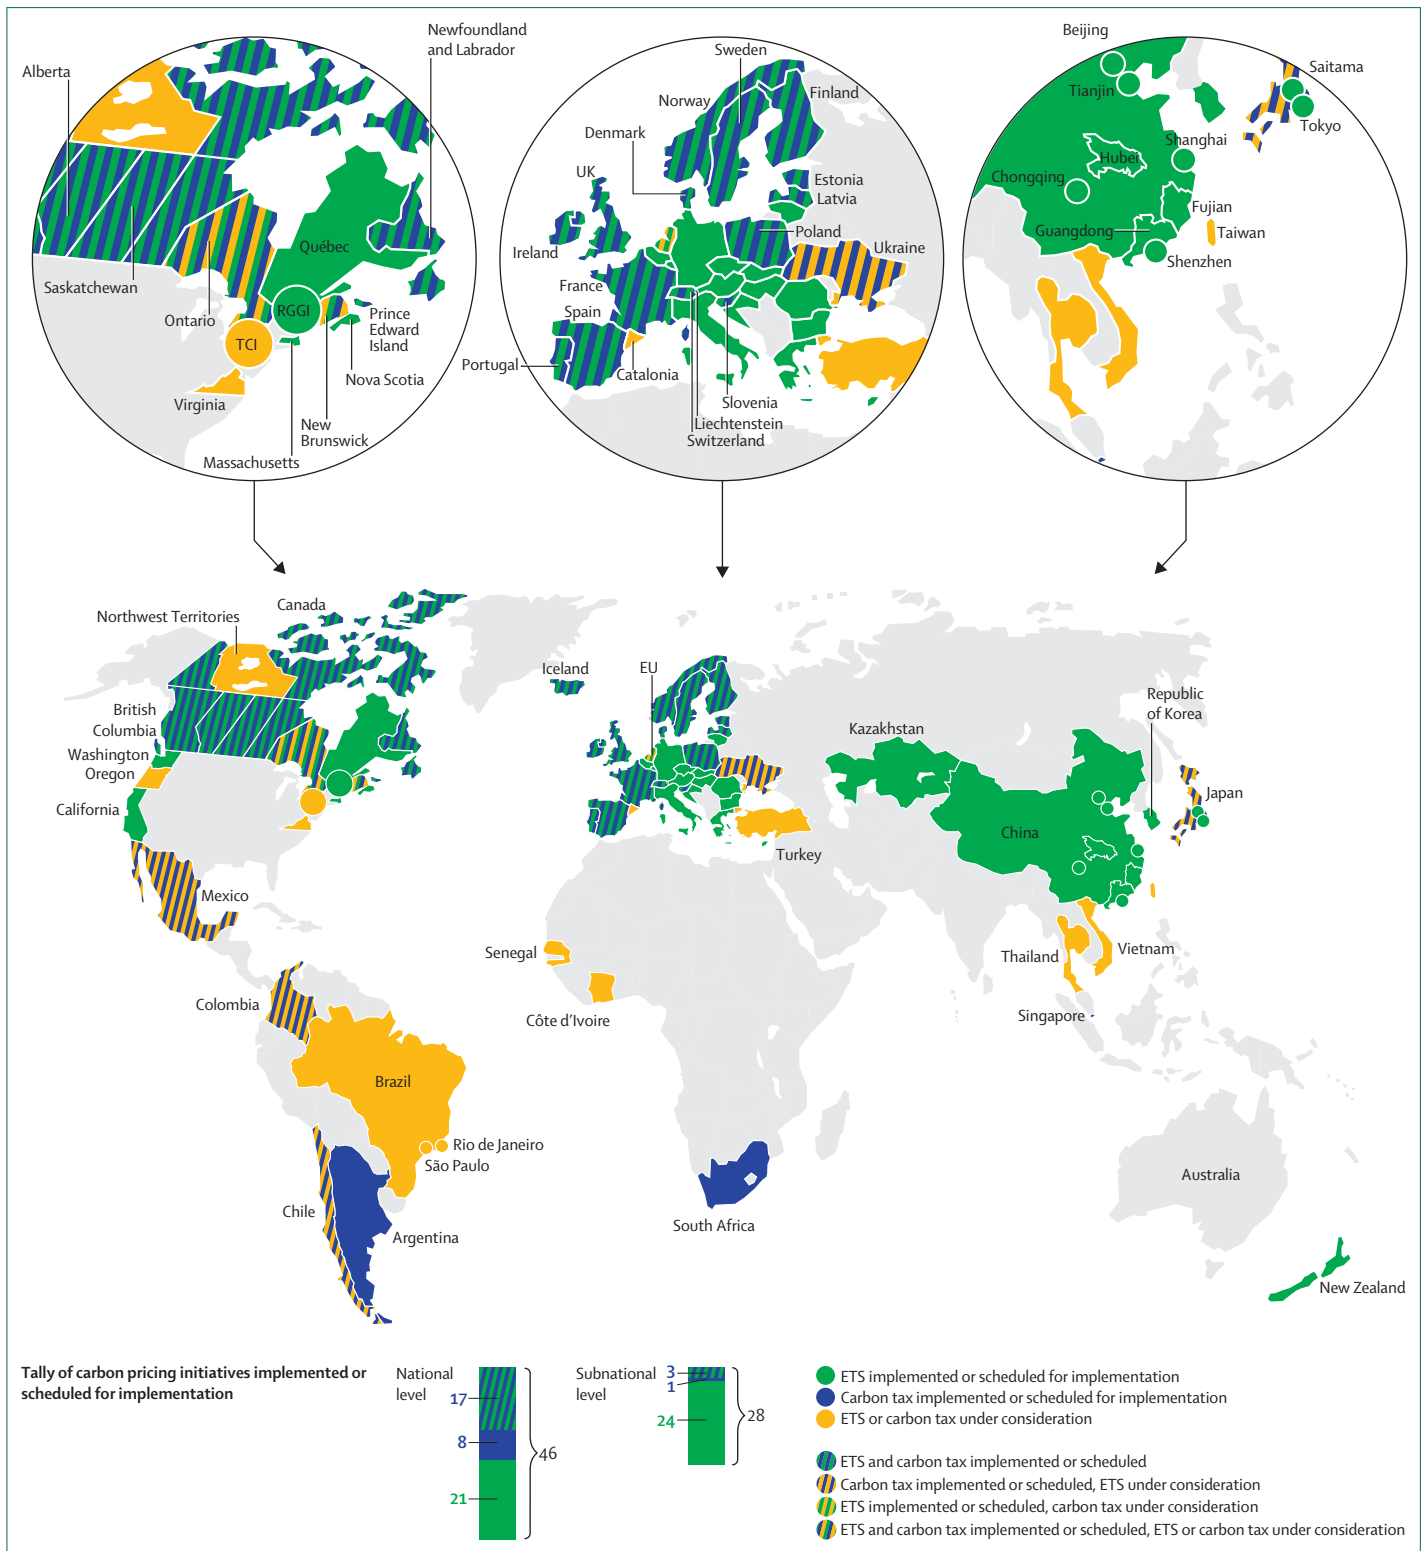 Newfoundland
and Labrador
Alberta
Saskatchewan
Ontario
Québec
RGGI
TCI
Prince
Edward
Island
Nova Scotia
Virginia
New
Brunswick
Massachusetts
Sweden
Norway
Finland
Denmark
UK
Estonia
Latvia
Poland
Ireland
Ukraine
France
Spain
Portugal
Catalonia
Slovenia
Liechtenstein
Switzerland
Beijing
Tianjin
Saitama
Tokyo
Shanghai
Hubei
Chongqing
Fujian
Guangdong
Taiwan
Shenzhen
Northwest Territories
Canada
British
Columbia
Washington
Oregon
California
Mexico
Iceland
EU
Kazakhstan
Republic
of Korea
Japan
China
Turkey
Senegal
Côte d'Ivoire
Thailand
Vietnam
Singapore
Colombia
Brazil
Rio de Janeiro
São Paulo
Chile
Argentina
South Africa
Australia
New Zealand
Tally of carbon pricing initiatives implemented or
scheduled for implementation
National
level
17
8
21
46
Subnational
level
3
1
24
28
ETS implemented or scheduled for implementation
Carbon tax implemented or scheduled for implementation
ETS or carbon tax under consideration
ETS and carbon tax implemented or scheduled
Carbon tax implemented or scheduled, ETS under consideration
ETS implemented or scheduled, carbon tax under consideration
ETS and carbon tax implemented or scheduled, ETS or carbon tax under consideration